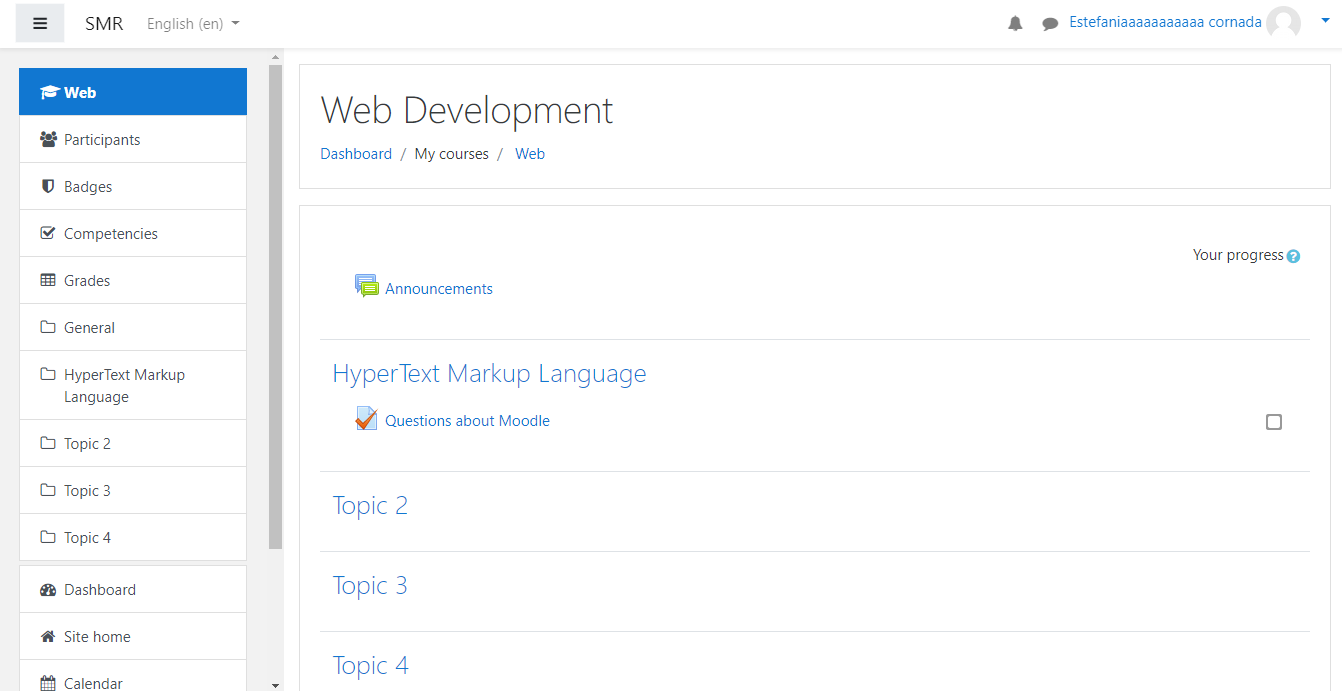 SMR
English (en)
Estefaniaaaaaaaaaaa cornada
Web
Participants
Badges
Competencies
Grades
General
HyperText Markup
Language
Topic 2
Topic 3
Topic 4
Dashboard
Site home
Calendar
Web Development
Dashboard / My courses / Web
Your progress
Announcements
HyperText Markup Language
Questions about Moodle
Topic 2
Topic 3
Topic 4